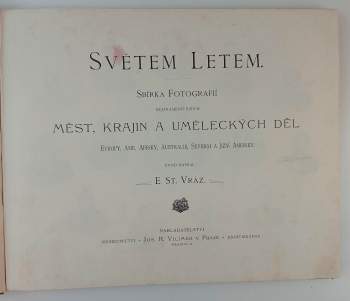 SVĚTEM LETEM.
SBÍRKA FOTOGRAFIÍ
MĚST, KRAJIN A UMĚLECKÝCH DĚL
EVROPY, ASIE, AFRIKY, AUSTRALIE, SEVERNÍ A JIŽNÍ AMERIKY.
E. ST. VRÁZ.
NAKLADATELSTVÍ
JOS. R. VILÍMEK V PRAZE